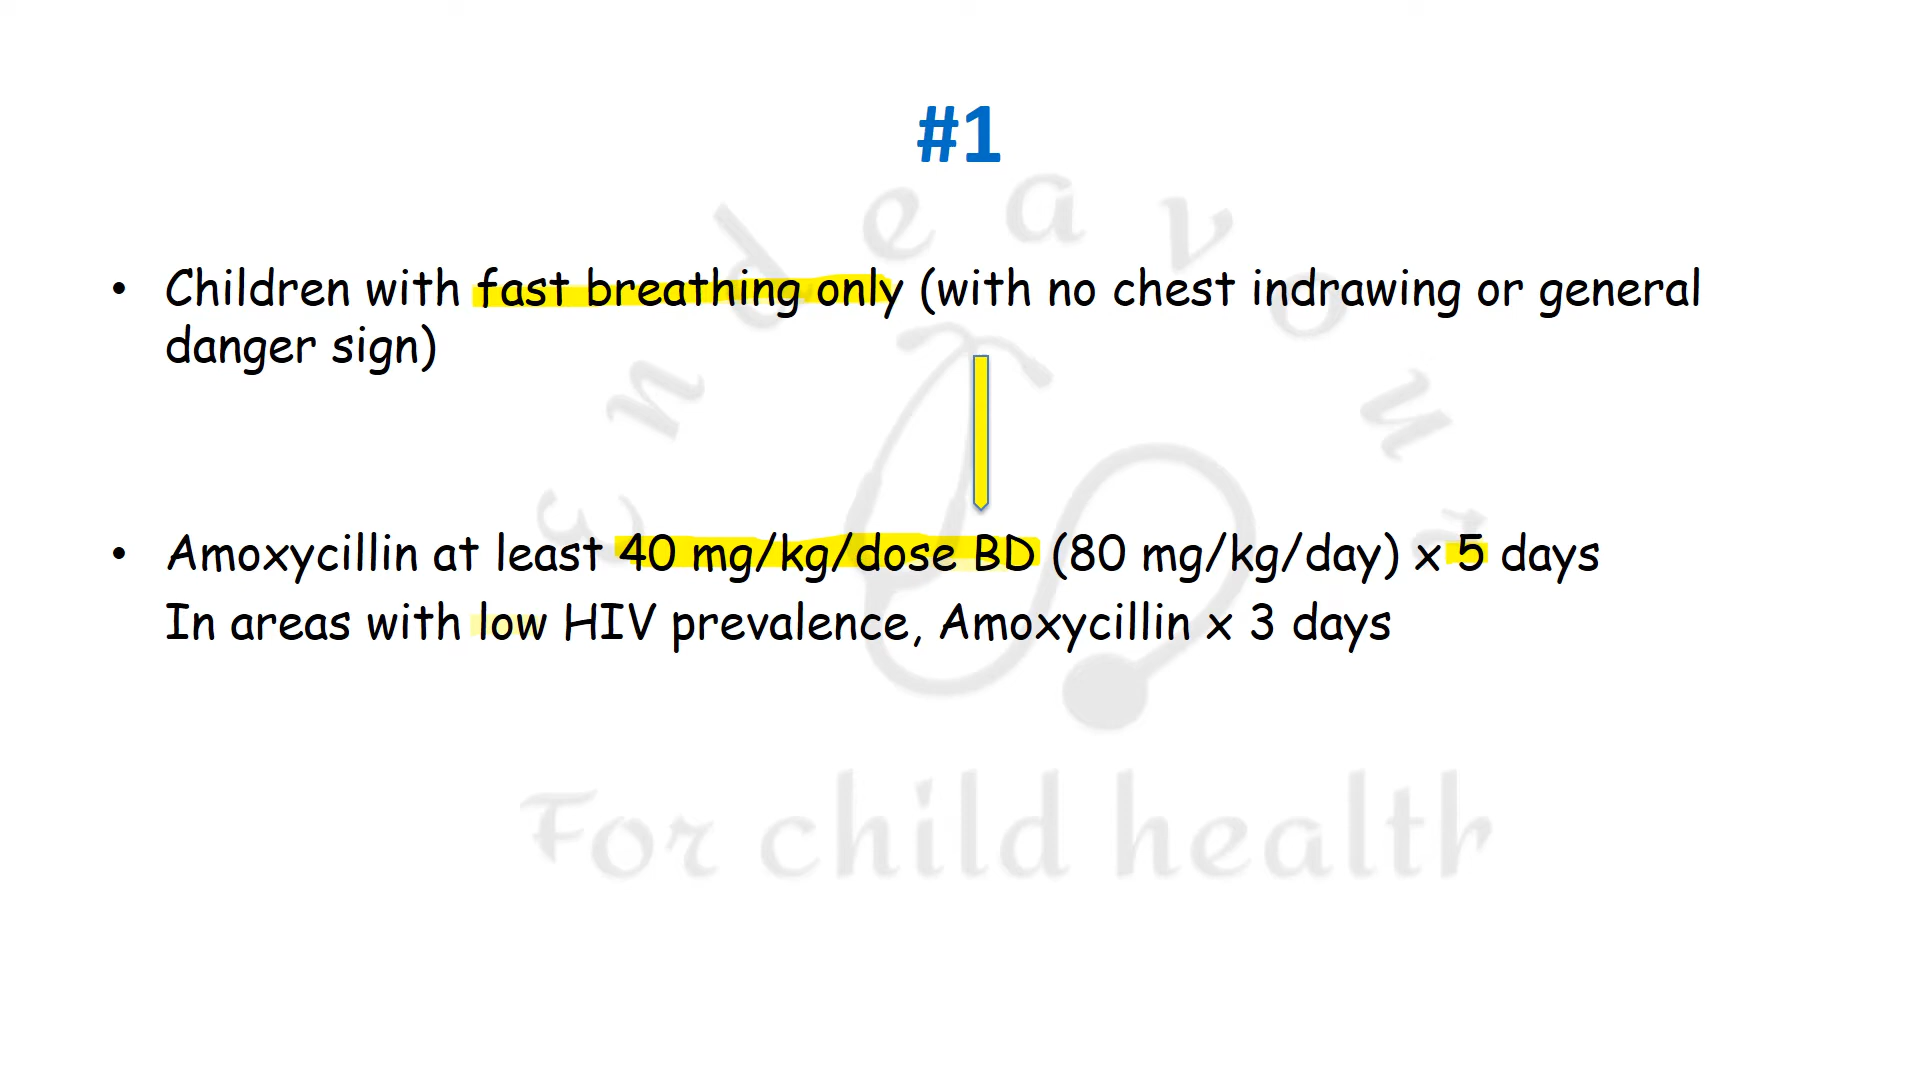 #1
• Children with fast breathing only (with no chest indrawing or general
danger sign)
• Amoxycillin at least 40 mg/kg/dose BD (80 mg/kg/day) x 5 days
In areas with low HIV prevalence, Amoxycillin x 3 days
Endeavour
For child health